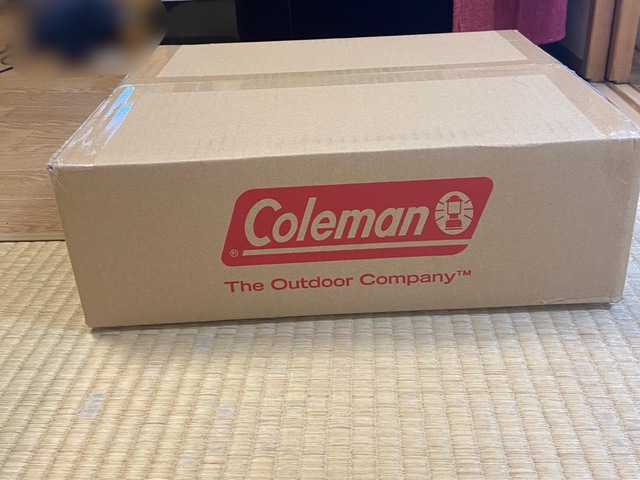 Coleman
®
The Outdoor Company™